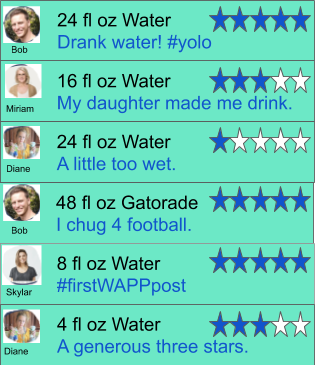 24 fl oz Water
Drank water! #yolo
Bob
16 fl oz Water
My daughter made me drink.
Miriam
24 fl oz Water
A little too wet.
Diane
48 fl oz Gatorade
I chug 4 football.
Bob
8 fl oz Water
#firstWAPPpost
Skylar
4 fl oz Water
A generous three stars.
Diane